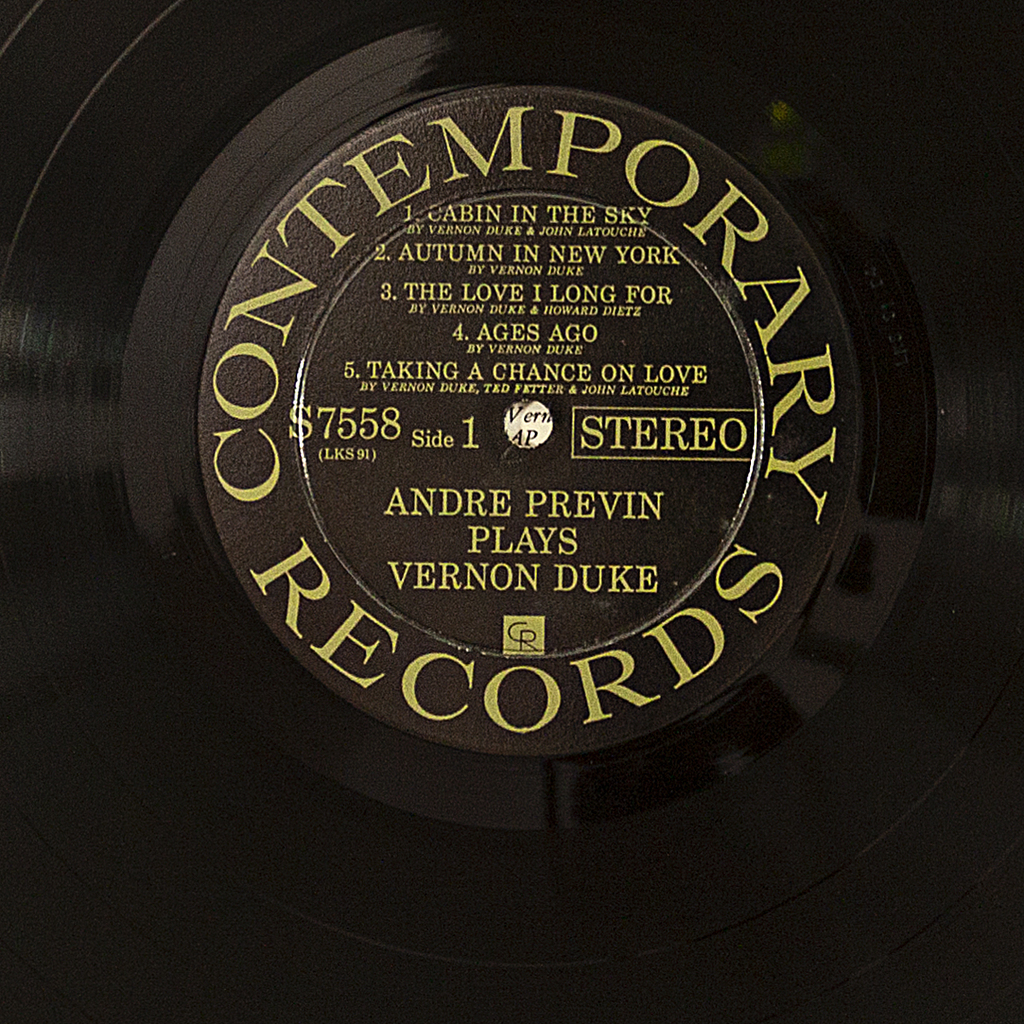 CONTEMPORARY
1. CABIN IN THE SKY
BY VERNON DUKE & JOHN LATOUCHE
2. AUTUMN IN NEW YORK
BY VERNON DUKE
3. THE LOVE I LONG FOR
BY VERNON DUKE & HOWARD DIETZ
4. AGES AGO
BY VERNON DUKE
5. TAKING A CHANCE ON LOVE
BY VERNON DUKE, TED FETTER & JOHN LATOUCHE
S7558 Side 1 STEREO
(LKS 91)
ANDRE PREVIN
PLAYS
VERNON DUKE
CR
RECORDS